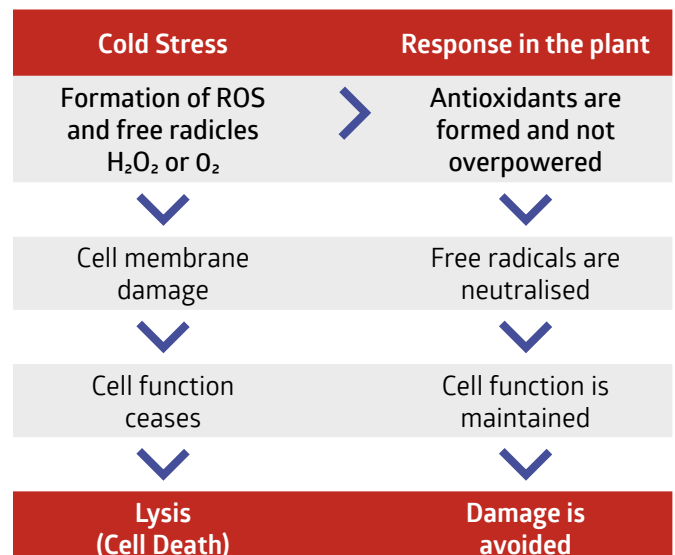 Cold Stress
Response in the plant
Formation of ROS
and free radicles
H₂O₂ or O₂
Antioxidants are
formed and not
overpowered
Cell membrane
damage
Free radicals are
neutralised
Cell function
ceases
Cell function is
maintained
Lysis
(Cell Death)
Damage is
avoided